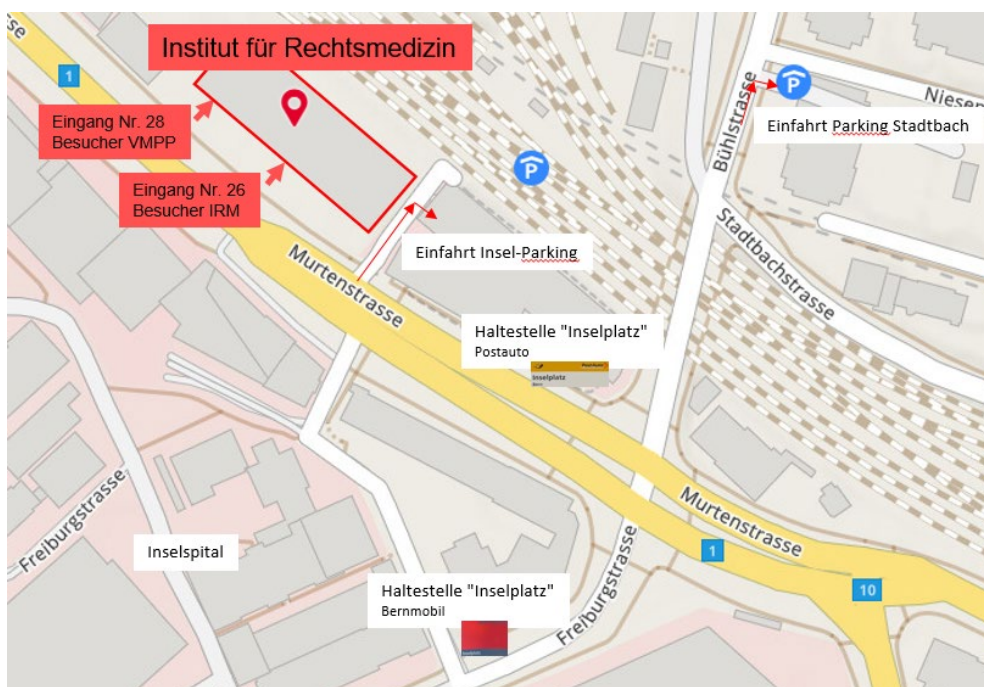 strasse
1
Institut für Rechtsmedizin
Eingang Nr. 28
Besucher VMPP
Eingang Nr. 26
Besucher IRM
P
Einfahrt Insel-Parking
Bühlstrasse
P
Niesen
Einfahrt Parking Stadtbach
Stadtbachstrasse
Murtenstrasse
Haltestelle "Inselplatz"
Postauto
Inselplatz
Murtenstrasse
Freiburgstrasse
Inselspital
1
10
Haltestelle "Inselplatz"
Bernmobil
Freiburgstrasse